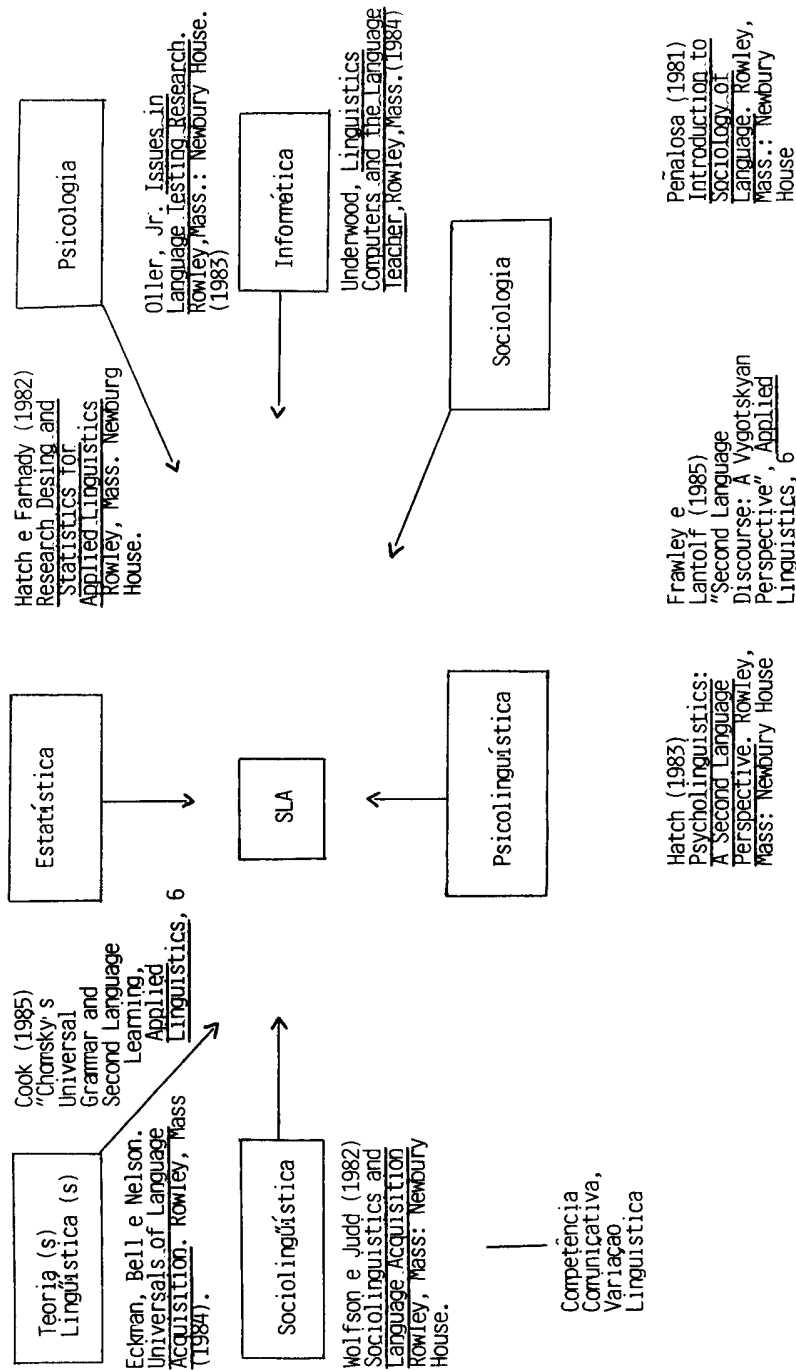 Teoria (s)
Lingüística (s)
Eckman, Bell e Nelson.
Universals of Language
Acquisition. Rowley, Mass
(1984).
Cook (1985)
"Chomsky's
Universal
Grammar and
Second Language
Learning,
Applied
Linguistics, 6
Estatística
Hatch e Farhady (1982)
Research Desing and
Statistics for
Applied Linguistics
Rowley, Mass. Newburg
House.
Psicologia
Oller, Jr. Issues in
Language Testing Research.
Rowley,Mass.: Newbury House.
(1983)
Sociolingüística
Wolfson e Judd (1982)
Sociolinguistics and
Language Acquisition
Rowley, Mass: Newbury
House.
SLA
Informática
Underwood, Linguistics
Computers and the Language
Teacher,Rowley,Mass.(1984)
Competência
Comunicativa,
Variaçao
Linguistica
Psicolinguística
Sociologia
Hatch (1983)
Psycholinguistics:
A Second Language
Perspective. Rowley,
Mass: Newbury House
Frawley e
Lantolf (1985)
"Second Language
Discourse: A Vygotskyan
Perspective", Applied
Linguistics, 6
Peñalosa (1981)
Introduction to
Sociology of
Language. Rowley,
Mass.: Newbury
House